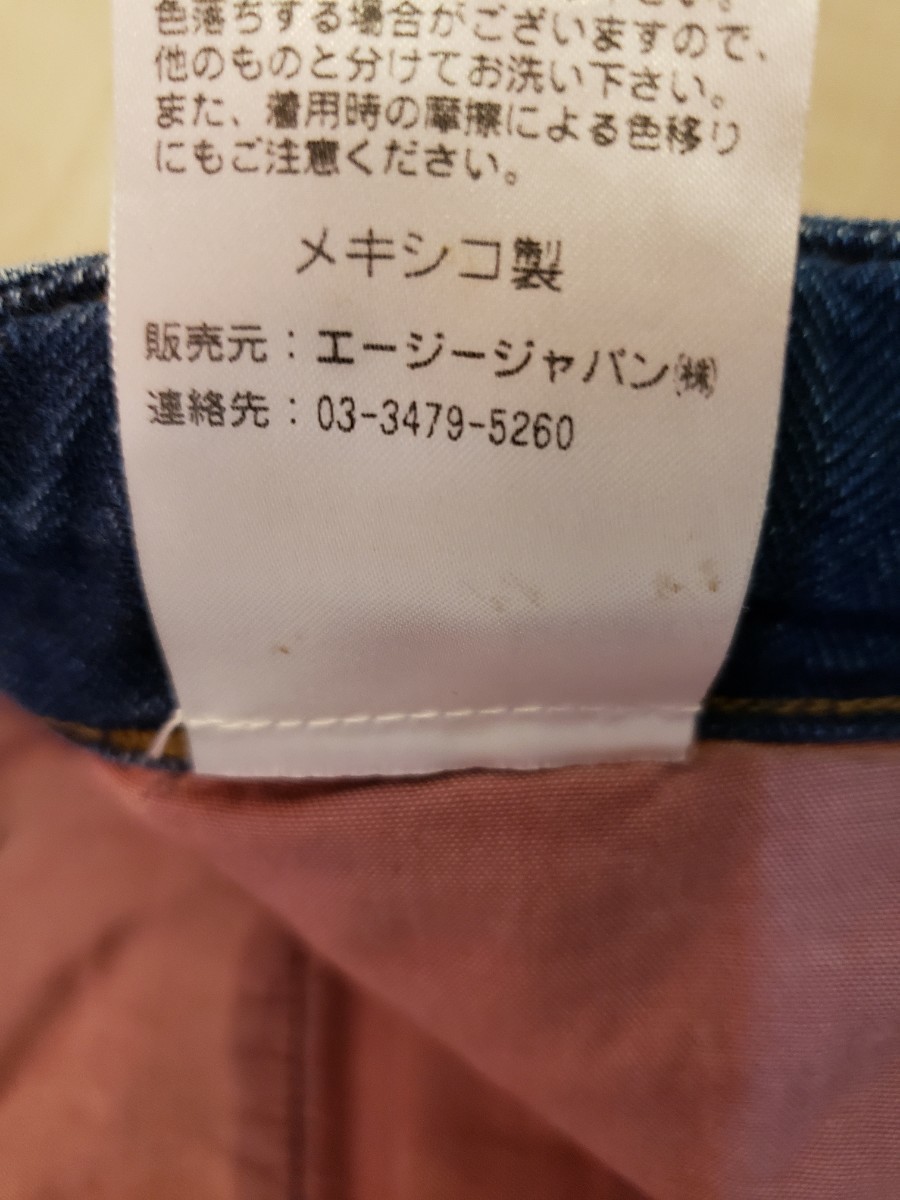 色落ちする場合がございますので、
他のものと分けてお洗い下さい。
また、着用時の摩擦による色移り
にもご注意ください。
メキシコ製
販売元：エージージャパン㈱
連絡先：03-3479-5260